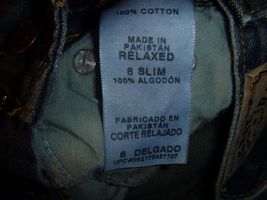 100% COTTON
MADE IN
PAKISTAN
RELAXED
8 SLIM
100% ALGODÓN
FABRICADO EN
PAKISTAN
CORTE RELAJADO
8 DELGADO